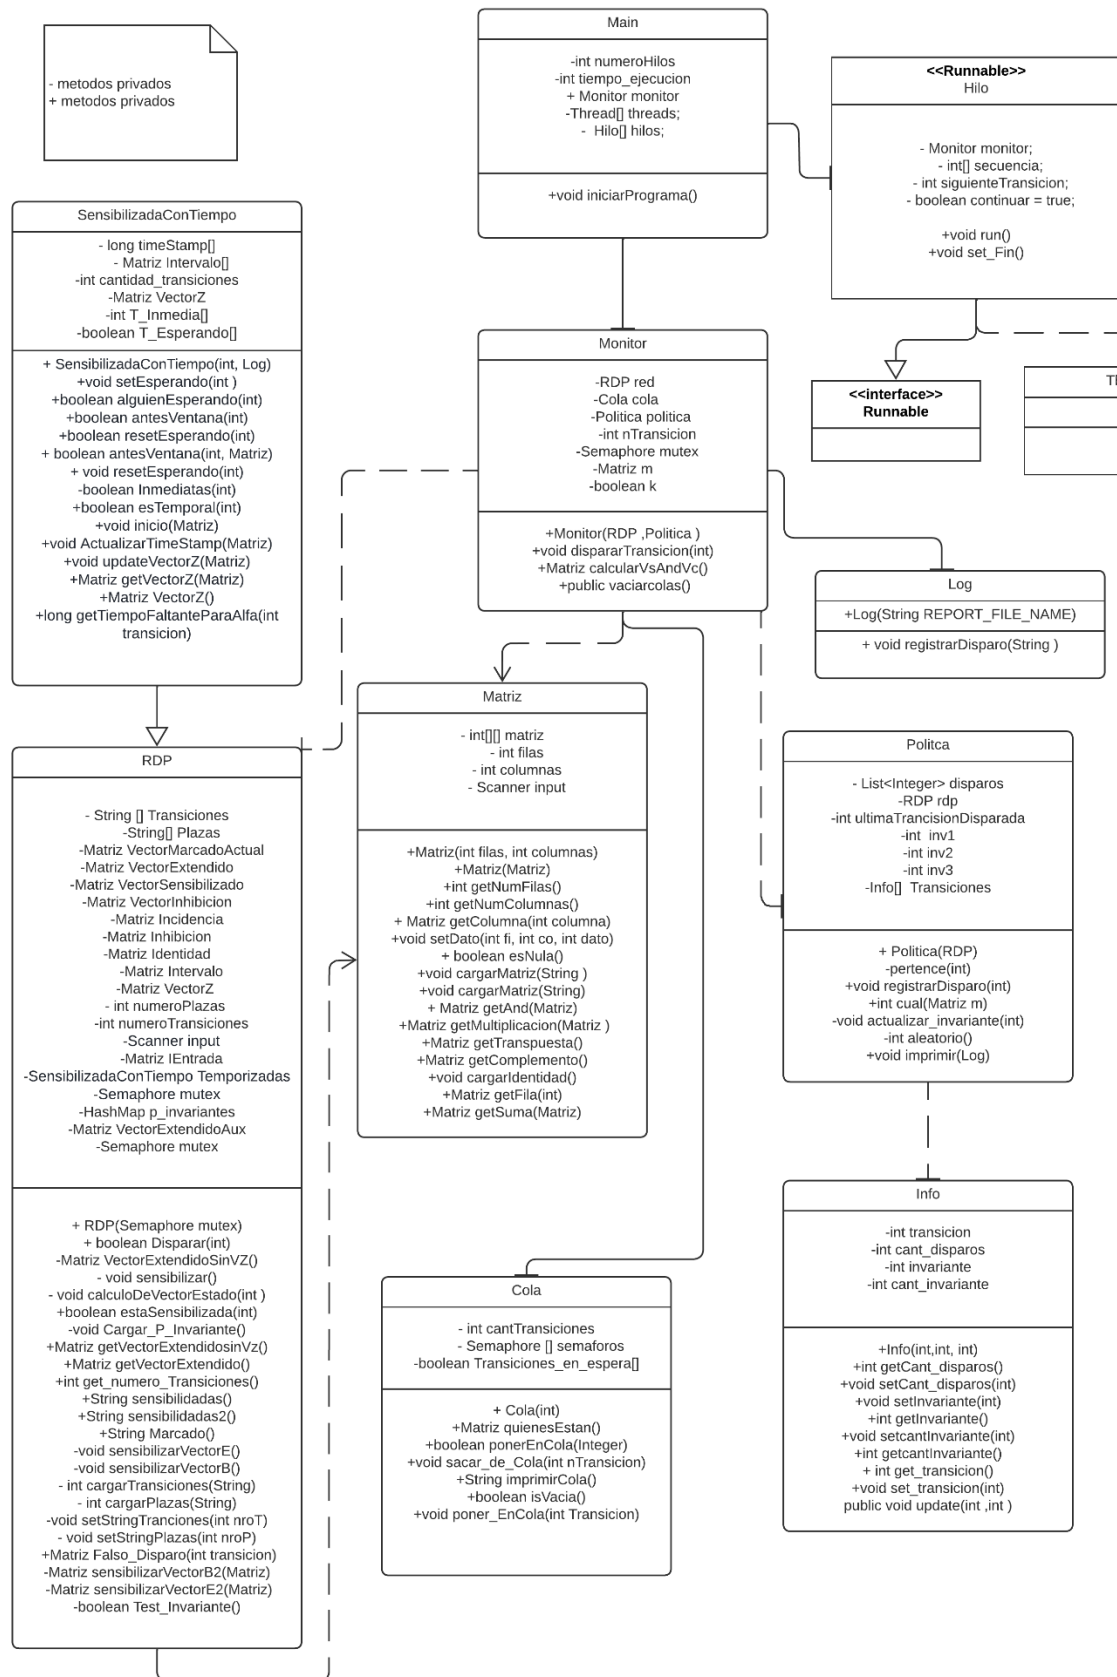 - metodos privados
+ metodos privados
Main
-int numeroHilos
-int tiempo_ejecucion
+ Monitor monitor
-Thread[] threads;
- Hilo[] hilos;
+void iniciarPrograma()
<<Runnable>>
Hilo
- Monitor monitor;
- int[] secuencia;
- int siguienteTransicion;
- boolean continuar = true;
+void run()
+void set_Fin()
SensibilizadaConTiempo
- long timeStamp[]
- Matriz Intervalo[]
-int cantidad_transiciones
-Matriz VectorZ
-int T_Inmedia[]
-boolean T_Esperando[]
+ SensibilizadaConTiempo(int, Log)
+void setEsperando(int )
+boolean alguienEsperando(int)
+boolean antesVentana(int)
+boolean resetEsperando(int)
+ boolean antesVentana(int, Matriz)
+ void resetEsperando(int)
-boolean Inmediatas(int)
+boolean esTemporal(int)
+void inicio(Matriz)
+void ActualizarTimeStamp(Matriz)
+void updateVectorZ(Matriz)
+Matriz getVectorZ(Matriz)
+Matriz VectorZ()
+long getTiempoFaltanteParaAlfa(int
transicion)
Monitor
-RDP red
-Cola cola
-Politica politica
-int nTransicion
-Semaphore mutex
-Matriz m
-boolean k
+Monitor(RDP ,Politica )
+void dispararTransicion(int)
+Matriz calcularVsAndVc()
+public vaciarcolas()
<<interface>>
Runnable
Log
+Log(String REPORT_FILE_NAME)
+ void registrarDisparo(String )
RDP
- String [] Transiciones
-String[] Plazas
-Matriz VectorMarcadoActual
-Matriz VectorExtendido
-Matriz VectorSensibilizado
-Matriz VectorInhibicion
-Matriz Incidencia
-Matriz Inhibicion
-Matriz Identidad
-Matriz Intervalo
-Matriz VectorZ
- int numeroPlazas
-int numeroTransiciones
-Scanner input
-Matriz IEntrada
-SensibilizadaConTiempo Temporizadas
-Semaphore mutex
-HashMap p_invariantes
-Matriz VectorExtendidoAux
-Semaphore mutex
+ RDP(Semaphore mutex)
+ boolean Disparar(int)
-Matriz VectorExtendidoSinVZ()
- void sensibilizar()
- void calculoDeVectorEstado(int )
+boolean estaSensibilizada(int)
-void Cargar_P_Invariante()
+Matriz getVectorExtendidosinVz()
+Matriz getVectorExtendido()
+int get_numero_Transiciones()
+String sensibilidadas()
+String sensibilidadas2()
+String Marcado()
-void sensibilizarVectorE()
-void sensibilizarVectorB()
- int cargarTransiciones(String)
- int cargarPlazas(String)
-void setStringTranciones(int nroT)
- void setStringPlazas(int nroP)
+Matriz Falso_Disparo(int transicion)
-Matriz sensibilizarVectorB2(Matriz)
-Matriz sensibilizarVectorE2(Matriz)
-boolean Test_Invariante()
Matriz
- int[][] matriz
- int filas
- int columnas
- Scanner input
+Matriz(int filas, int columnas)
+Matriz(Matriz)
+int getNumFilas()
+int getNumColumnas()
+ Matriz getColumna(int columna)
+void setDato(int fi, int co, int dato)
+ boolean esNula()
+void cargarMatriz(String )
+void cargarMatriz(String)
+ Matriz getAnd(Matriz)
+Matriz getMultiplicacion(Matriz )
+Matriz getTranspuesta()
+Matriz getComplemento()
+void cargarIdentidad()
+Matriz getFila(int)
+Matriz getSuma(Matriz)
Politca
- List<Integer> disparos
-RDP rdp
-int ultimaTrancisionDisparada
-int inv1
-int inv2
-int inv3
-Info[] Transiciones
+ Politica(RDP)
-pertence(int)
+void registrarDisparo(int)
+int cual(Matriz m)
-void actualizar_invariante(int)
-int aleatorio()
+void imprimir(Log)
Cola
- int cantTransiciones
- Semaphore [] semaforos
-boolean Transiciones_en_espera[]
+ Cola(int)
+Matriz quienesEstan()
+boolean ponerEnCola(Integer)
+void sacar_de_Cola(int nTransicion)
+String imprimirCola()
+boolean isVacia()
+void poner_EnCola(int Transicion)
Info
-int transicion
-int cant_disparos
-int invariante
-int cant_invariante
+Info(int,int, int)
+int getCant_disparos()
+void setCant_disparos(int)
+void setInvariante(int)
+int getInvariante()
+void setcantInvariante(int)
+int getcantInvariante()
+ int get_transicion()
+void set_transicion(int)
public void update(int ,int )